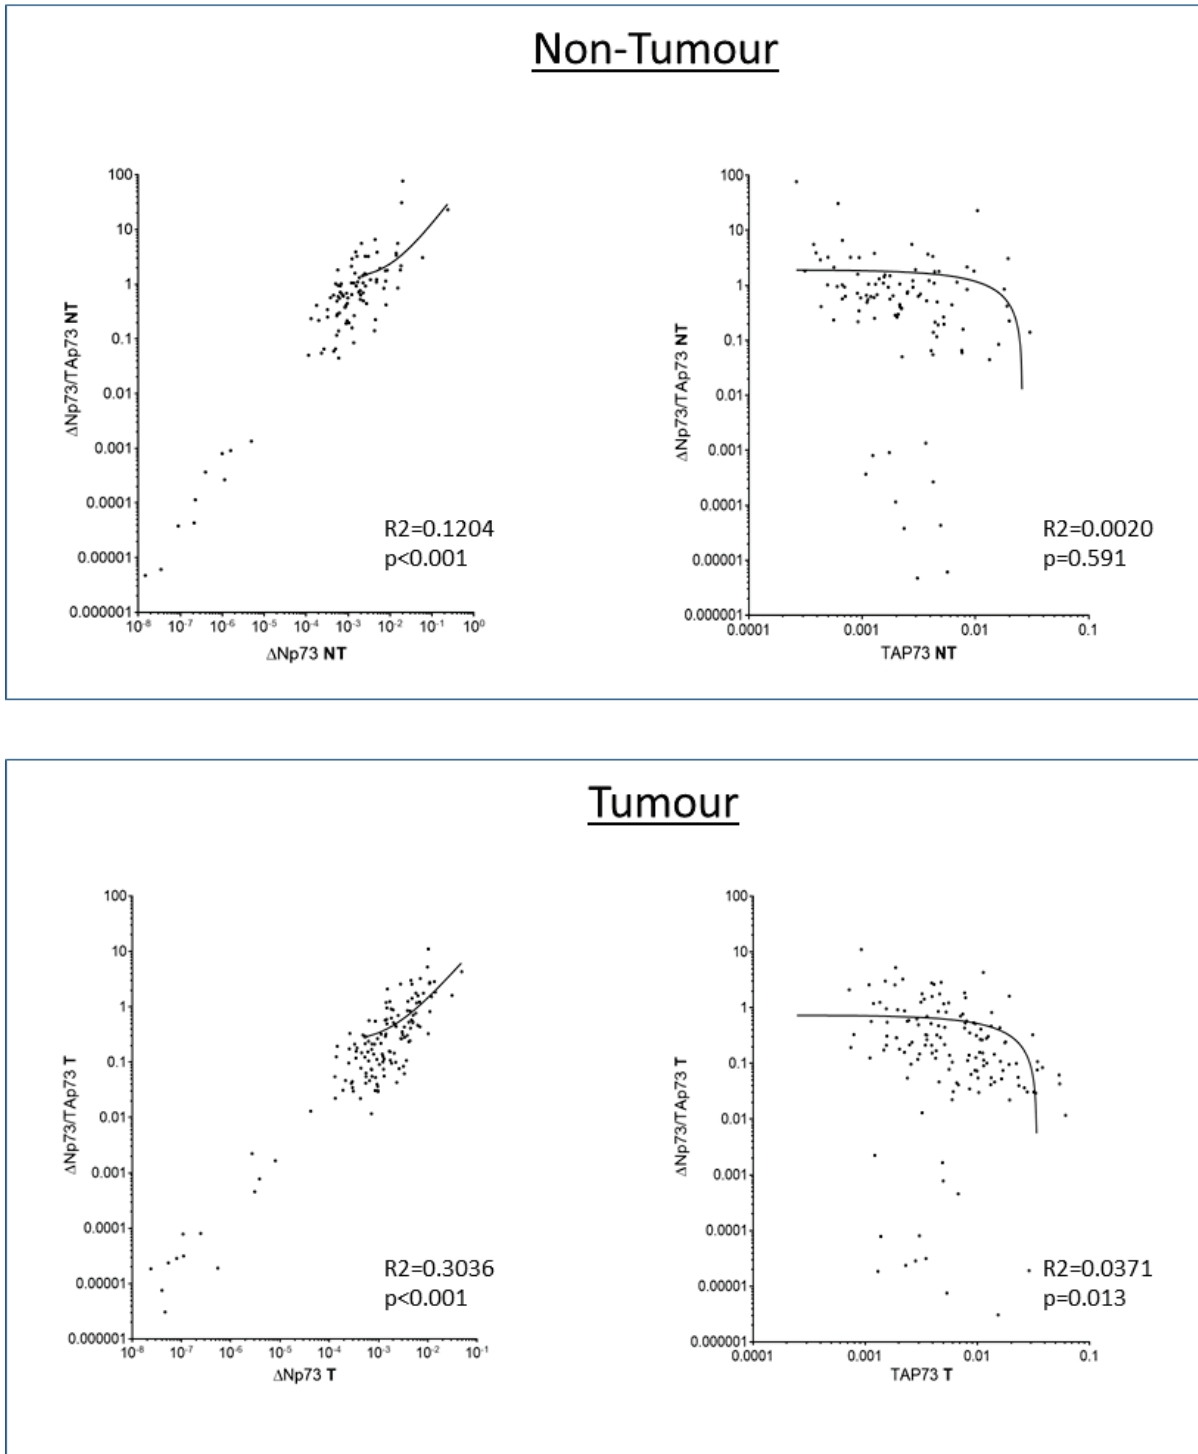 Non-Tumour
100
10
1
0.1
0.01
0.001
0.0001
0.00001
0.000001
ΔNp73/TAp73 NT
10⁻⁸ 10⁻⁷ 10⁻⁶ 10⁻⁵ 10⁻⁴ 10⁻³ 10⁻² 10⁻¹ 10⁰
ΔNp73 NT
R2=0.1204
p<0.001
100
10
1
0.1
0.01
0.001
0.0001
0.00001
0.000001
ΔNp73/TAp73 NT
0.0001 0.001 0.01 0.1
TAP73 NT
R2=0.0020
p=0.591
Tumour
100
10
1
0.1
0.01
0.001
0.0001
0.00001
0.000001
ΔNp73/TAp73 T
10⁻⁸ 10⁻⁷ 10⁻⁶ 10⁻⁵ 10⁻⁴ 10⁻³ 10⁻² 10⁻¹
ΔNp73 T
R2=0.3036
p<0.001
100
10
1
0.1
0.01
0.001
0.0001
0.00001
0.000001
ΔNp73/TAp73 T
0.0001 0.001 0.01 0.1
TAP73 T
R2=0.0371
p=0.013